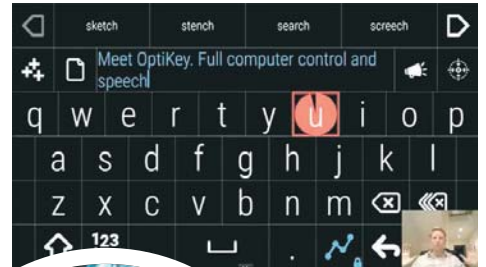 sketch stench search screech
Meet OptiKey. Full computer control and
speech
q w e r t y u i o p
a s d f g h j k l
z x c v b n m
123 .